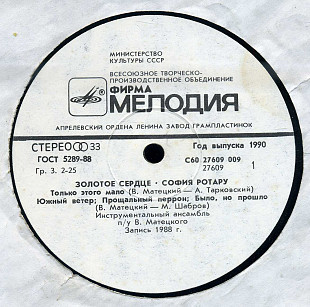 МИНИСТЕРСТВО
КУЛЬТУРЫ СССР
ВСЕСОЮЗНОЕ ТВОРЧЕСКО-
ПРОИЗВОДСТВЕННОЕ ОБЪЕДИНЕНИЕ
ФИРМА
МЕЛОДИЯ
АПРЕЛЕВСКИЙ ОРДЕНА ЛЕНИНА ЗАВОД ГРАМПЛАСТИНОК
СТЕРЕО 33 Год выпуска 1990
ГОСТ 5289-88 С60 27609 009
Гр. 3. 2-25 27609 1
ЗОЛОТОЕ СЕРДЦЕ · СОФИЯ РОТАРУ
Только этого мало (В. Матецкий — А. Тарковский)
Южный ветер; Прощальный перрон; Было, но прошло
(В. Матецкий — М. Шабров)
Инструментальный ансамбль
п/у В. Матецкого
Запись 1988 г.